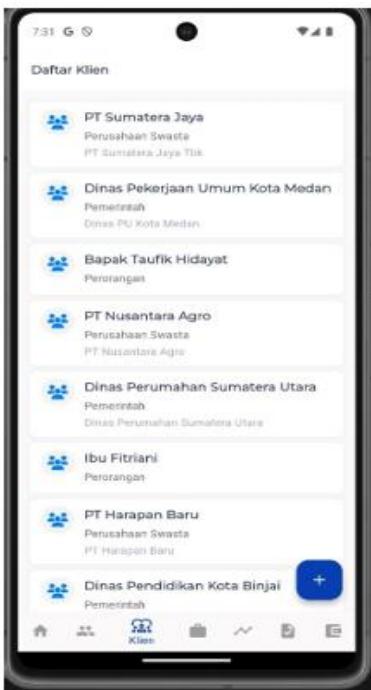 7:31 G
Daftar Klien
PT Sumatera Jaya
Perusahaan Swasta
PT Sumatera Jaya Tbk
Dinas Pekerjaan Umum Kota Medan
Pemerintah
Dinas PU Kota Medan
Bapak Taufik Hidayat
Perorangan
PT Nusantara Agro
Perusahaan Swasta
PT Nusantara Agro
Dinas Perumahan Sumatera Utara
Pemerintah
Dinas Perumahan Sumatera Utara
Ibu Fitriani
Perorangan
PT Harapan Baru
Perusahaan Swasta
PT Harapan Baru
Dinas Pendidikan Kota Binjai
Pemerintah
Klien